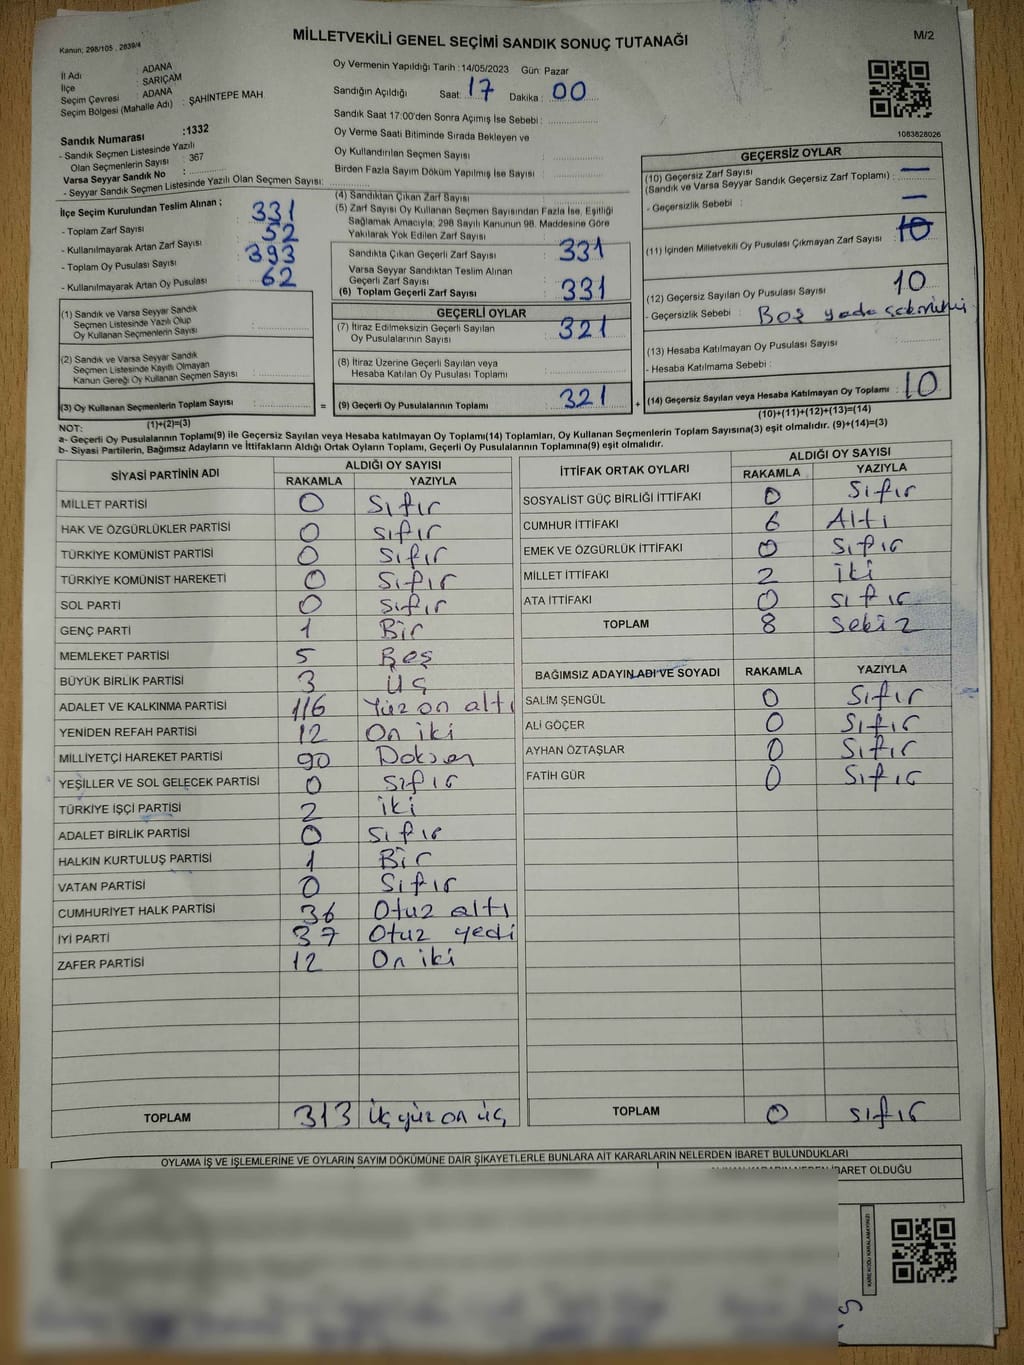 Kanun; 298/105 , 2839/4
MİLLETVEKİLİ GENEL SEÇİMİ SANDIK SONUÇ TUTANAĞI
M/2
İl Adı : ADANA
İlçe : SARIÇAM
Seçim Çevresi : ADANA
Seçim Bölgesi (Mahalle Adı) : ŞAHİNTEPE MAH
Sandık Numarası :1332
- Sandık Seçmen Listesinde Yazılı
Olan Seçmenlerin Sayısı : 367
Varsa Seyyar Sandık No :
- Seyyar Sandık Seçmen Listesinde Yazılı Olan Seçmen Sayısı:
Oy Vermenin Yapıldığı Tarih : 14/05/2023 Gün: Pazar
Sandığın Açıldığı Saat: 17 Dakika : 00
Sandık Saat 17:00'den Sonra Açımış İse Sebebi :
Oy Verme Saati Bitiminde Sırada Bekleyen ve
Oy Kullandırılan Seçmen Sayısı :
Birden Fazla Sayım Döküm Yapılmış İse Sayısı :
1083828026
İlçe Seçim Kurulundan Teslim Alınan ;
- Toplam Zarf Sayısı : 331
- Kullanılmayarak Artan Zarf Sayısı : 52
- Toplam Oy Pusulası Sayısı : 393
- Kullanılmayarak Artan Oy Pusulası : 62
(1) Sandık ve Varsa Seyyar Sandık
Seçmen Listesinde Yazılı Olup
Oy Kullanan Seçmenlerin Sayısı :
(2) Sandık ve Varsa Seyyar Sandık
Seçmen Listesinde Kayıtlı Olmayan
Kanun Gereği Oy Kullanan Seçmen Sayısı :
(3) Oy Kullanan Seçmenlerin Toplam Sayısı : =
(1)+(2)=(3)
(4) Sandıktan Çıkan Zarf Sayısı :
(5) Zarf Sayısı Oy Kullanan Seçmen Sayısından Fazla İse, Eşitliği
Sağlamak Amacıyla, 298 Sayılı Kanunun 98. Maddesine Göre
Yakılarak Yok Edilen Zarf Sayısı :
Sandıkta Çıkan Geçerli Zarf Sayısı : 331
Varsa Seyyar Sandıktan Teslim Alınan
Geçerli Zarf Sayısı :
(6) Toplam Geçerli Zarf Sayısı : 331
GEÇERLİ OYLAR
(7) İtiraz Edilmeksizin Geçerli Sayılan
Oy Pusulalarının Sayısı : 321
(8) İtiraz Üzerine Geçerli Sayılan veya
Hesaba Katılan Oy Pusulası Toplamı :
(9) Geçerli Oy Pusulalarının Toplamı : 321 +
GEÇERSİZ OYLAR
(10) Geçersiz Zarf Sayısı
(Sandık ve Varsa Seyyar Sandık Geçersiz Zarf Toplamı) : —
- Geçersizlik Sebebi : —
(11) İçinden Milletvekili Oy Pusulası Çıkmayan Zarf Sayısı : 10
(12) Geçersiz Sayılan Oy Pusulası Sayısı : 10
- Geçersizlik Sebebi : Boş yada
(13) Hesaba Katılmayan Oy Pusulası Sayısı :
- Hesaba Katılmama Sebebi :
(14) Geçersiz Sayılan veya Hesaba Katılmayan Oy Toplamı : 10
(10)+(11)+(12)+(13)=(14)
NOT:
a- Geçerli Oy Pusulalarının Toplamı(9) ile Geçersiz Sayılan veya Hesaba katılmayan Oy Toplamı(14) Toplamları, Oy Kullanan Seçmenlerin Toplam Sayısına(3) eşit olmalıdır. (9)+(14)=(3)
b- Siyasi Partilerin, Bağımsız Adayların ve İttifakların Aldığı Ortak Oyların Toplamı, Geçerli Oy Pusulalarının Toplamına(9) eşit olmalıdır.
SİYASİ PARTİNİN ADI ALDIĞI OY SAYISI
RAKAMLA YAZIYLA
MİLLET PARTİSİ 0 Sıfır
HAK VE ÖZGÜRLÜKLER PARTİSİ 0 Sıfır
TÜRKİYE KOMÜNİST PARTİSİ 0 Sıfır
TÜRKİYE KOMÜNİST HAREKETİ 0 Sıfır
SOL PARTİ 0 Sıfır
GENÇ PARTİ 1 Bir
MEMLEKET PARTİSİ 5 Beş
BÜYÜK BİRLİK PARTİSİ 3 Üç
ADALET VE KALKINMA PARTİSİ 116 Yüz on altı
YENİDEN REFAH PARTİSİ 12 On iki
MİLLİYETÇİ HAREKET PARTİSİ 90 Doksan
YEŞİLLER VE SOL GELECEK PARTİSİ 0 Sıfır
TÜRKİYE İŞÇİ PARTİSİ 2 iki
ADALET BİRLİK PARTİSİ 0 Sıfır
HALKIN KURTULUŞ PARTİSİ 1 Bir
VATAN PARTİSİ 0 Sıfır
CUMHURİYET HALK PARTİSİ 36 Otuz altı
İYİ PARTİ 37 Otuz yedi
ZAFER PARTİSİ 12 On iki
TOPLAM 313 üç yüz on üç
İTTİFAK ORTAK OYLARI ALDIĞI OY SAYISI
RAKAMLA YAZIYLA
SOSYALİST GÜÇ BİRLİĞİ İTTİFAKI 0 Sıfır
CUMHUR İTTİFAKI 6 Altı
EMEK VE ÖZGÜRLÜK İTTİFAKI 0 Sıfır
MİLLET İTTİFAKI 2 iki
ATA İTTİFAKI 0 sıfır
TOPLAM 8 Sekiz
BAĞIMSIZ ADAYIN ADI VE SOYADI RAKAMLA YAZIYLA
SALIM ŞENGÜL 0 Sıfır
ALİ GÖÇER 0 Sıfır
AYHAN ÖZTAŞLAR 0 Sıfır
FATİH GÜR 0 Sıfır
TOPLAM 0 sıfır
OYLAMA İŞ VE İŞLEMLERİNE VE OYLARIN SAYIM DÖKÜMÜNE DAİR ŞİKAYETLERLE BUNLARA AİT KARARLARIN NELERDEN İBARET BULUNDUKLARI
İBARET OLDUĞU
KARE KODU KARALAMAYINIZ!